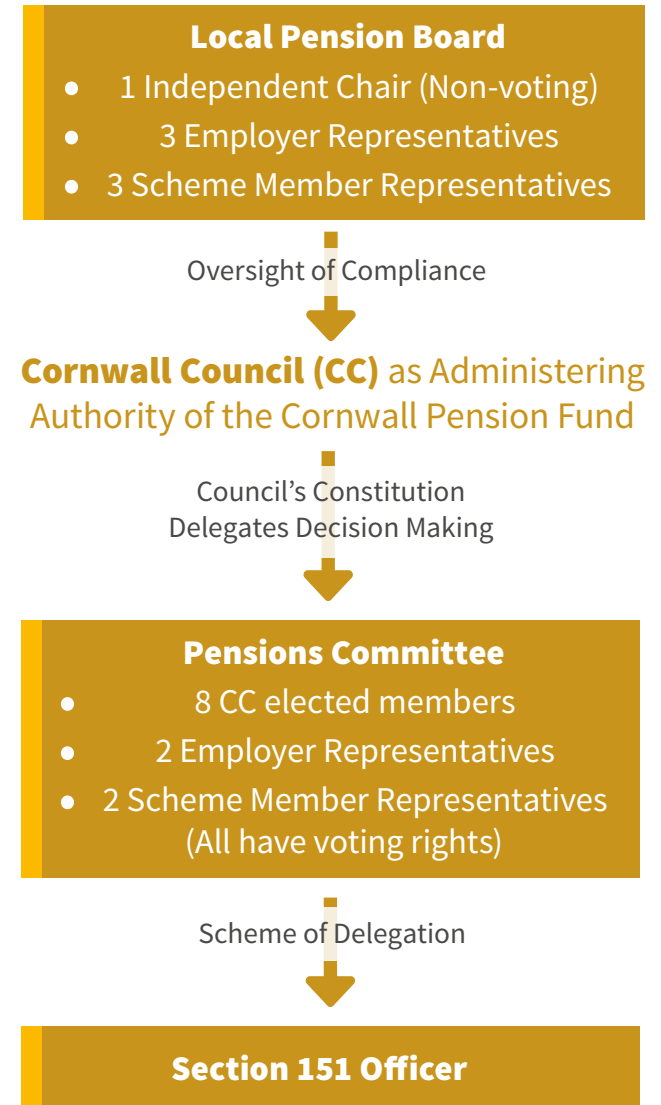 Local Pension Board
● 1 Independent Chair (Non-voting)
● 3 Employer Representatives
● 3 Scheme Member Representatives
Oversight of Compliance
Cornwall Council (CC) as Administering
Authority of the Cornwall Pension Fund
Council’s Constitution
Delegates Decision Making
Pensions Committee
● 8 CC elected members
● 2 Employer Representatives
● 2 Scheme Member Representatives
(All have voting rights)
Scheme of Delegation
Section 151 Officer